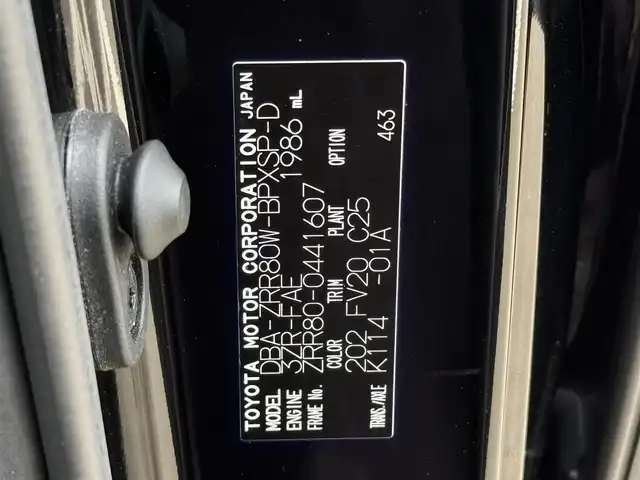 TOYOTA MOTOR CORPORATION JAPAN
MODEL DBA-ZRR80W-BPXSP-D
ENGINE 3ZR-FAE 1986 mL
FRAME No. ZRR80-0441607
COLOR TRIM PLANT OPTION
202 FV20 C25
TRANS./AXLE K114 -01A 463